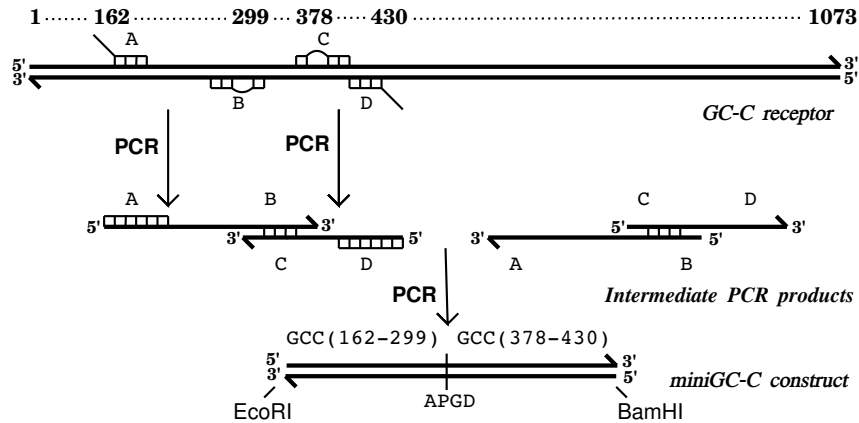 1 ...... 162 .................. 299 ...... 378 ...... 430 .................................................. 1073
A C
5' 3'
3' 5'
B D
GC-C receptor
PCR PCR
A B C D
5' 3' 5' 3'
3' 5' 3' 5'
C D A B
PCR Intermediate PCR products
GCC(162-299) GCC(378-430)
5' 3'
3' 5' miniGC-C construct
APGD
EcoRI BamHI